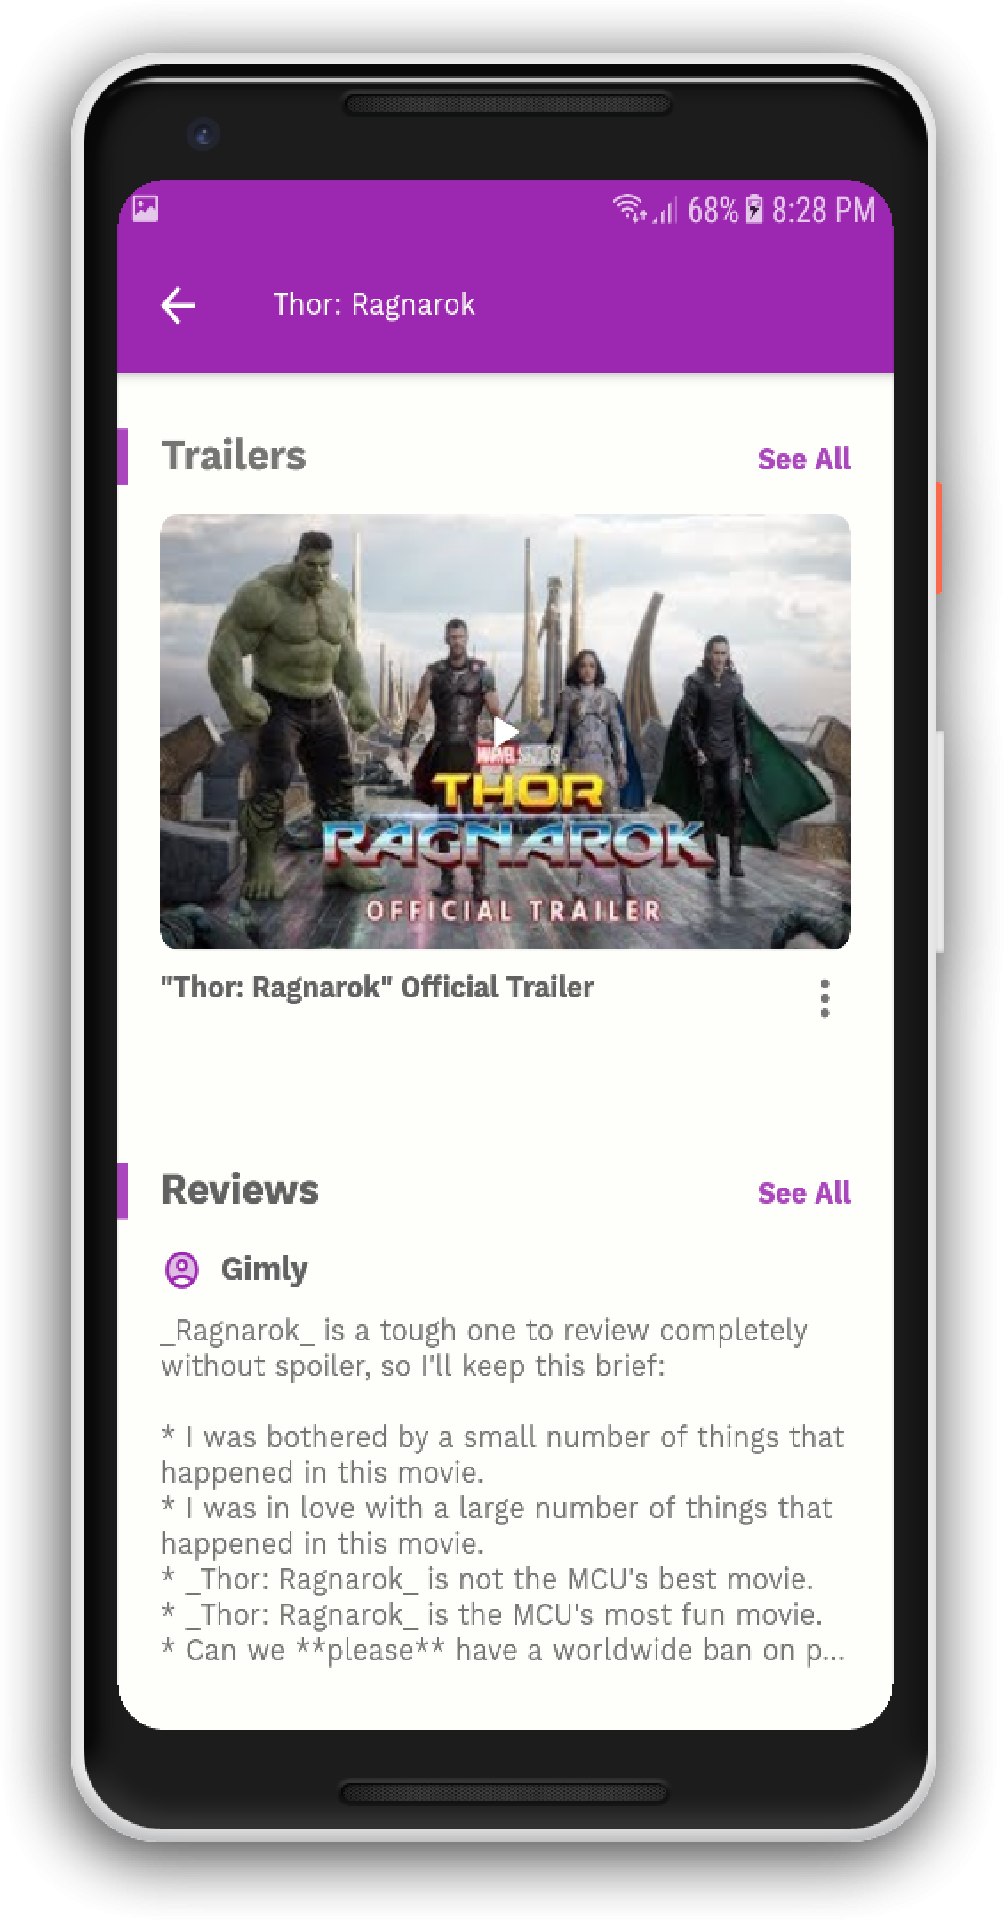 68% 8:28 PM
Thor: Ragnarok
Trailers
See All
MARVEL STUDIOS
THOR
RAGNAROK
OFFICIAL TRAILER
"Thor: Ragnarok" Official Trailer
Reviews
See All
Gimly
_Ragnarok_ is a tough one to review completely
without spoiler, so I'll keep this brief:
* I was bothered by a small number of things that
happened in this movie.
* I was in love with a large number of things that
happened in this movie.
* _Thor: Ragnarok_ is not the MCU's best movie.
* _Thor: Ragnarok_ is the MCU's most fun movie.
* Can we **please** have a worldwide ban on p...